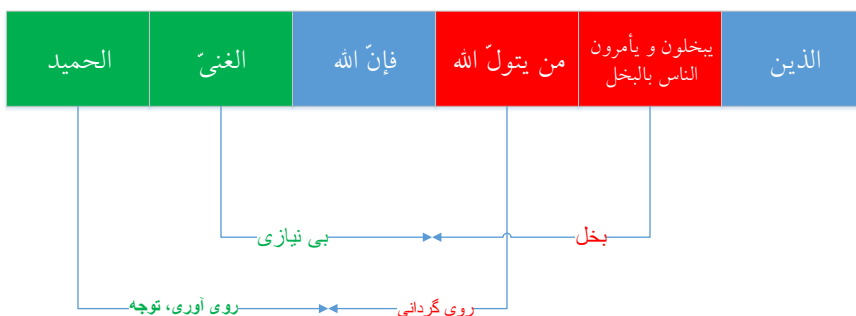 الذین
یبخلون و یأمرون
الناس بالبخل
من یتولّ الله
فإنّ الله
الغنیّ
الحمید
بخل
بی نیازی
روی گردانی
روی آوری، توجه